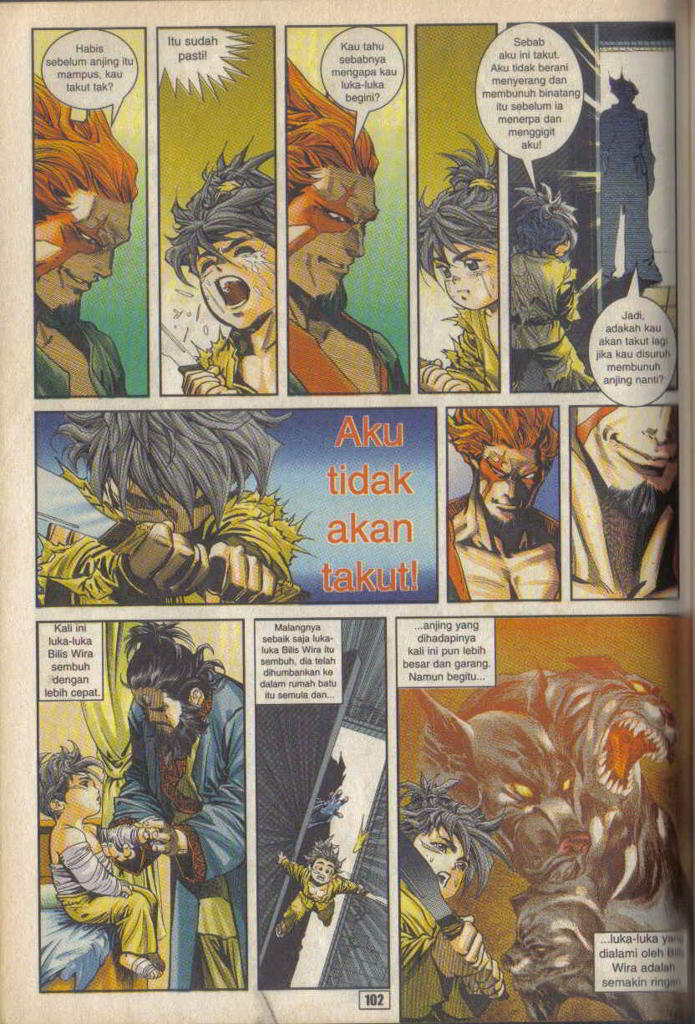 Habis
sebelum anjing itu
mampus, kau
takut tak?
Itu sudah
pasti!
Kau tahu
sebabnya
mengapa kau
luka-luka
begini?
Sebab
aku ini takut.
Aku tidak berani
menyerang dan
membunuh binatang
itu sebelum ia
menerpa dan
menggigit
aku!
Jadi,
adakah kau
akan takut lagi
jika kau disuruh
membunuh
anjing nanti?
Aku
tidak
akan
takut!
Kali ini
luka-luka
Bilis Wira
sembuh
dengan
lebih cepat.
Malangnya
sebaik saja luka-
luka Bilis Wira itu
sembuh, dia telah
dihumbankan ke
dalam rumah batu
itu semula dan...
...anjing yang
dihadapinya
kali ini pun lebih
besar dan garang.
Namun begitu...
...luka-luka yang
dialami oleh Bilis
Wira adalah
semakin ringan
102